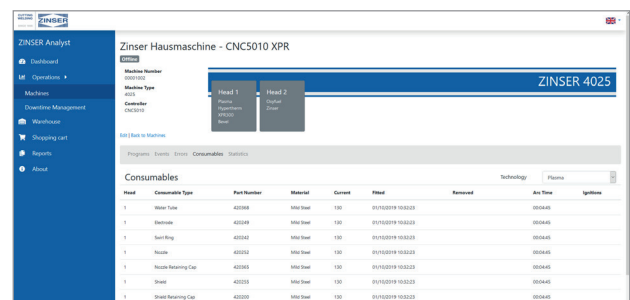 CUTTING
WELDING
ZINSER
ZINSER Analyst
Dashboard
Operations
Machines
Downtime Management
Warehouse
Shopping cart
Reports
About
Zinser Hausmaschine - CNC5010 XPR
Offline
Machine Number
00001002
Machine Type
4025
Controller
CNC5010
ZINSER 4025
Head 1
Plasma
Hypertherm
XPR300
Bevel
Head 2
Oxyfuel
Zinser
Edit | Back to Machines
Programs Events Errors Consumables Statistics
Consumables
Technology Plasma
Head Consumable Type Part Number Material Current Fitted Removed Arc Time Ignitions
1 Water Tube 420368 Mild Steel 130 01/10/2019 10:32:23 00:04:45
1 Electrode 420249 Mild Steel 130 01/10/2019 10:32:23 00:04:45
1 Swirl Ring 420242 Mild Steel 130 01/10/2019 10:32:23 00:04:45
1 Nozzle 420252 Mild Steel 130 01/10/2019 10:32:23 00:04:45
1 Nozzle Retaining Cap 420365 Mild Steel 130 01/10/2019 10:32:23 00:04:45
1 Shield 420255 Mild Steel 130 01/10/2019 10:32:23 00:04:45
1 Shield Retaining Cap 420200 Mild Steel 130 01/10/2019 10:32:23 00:04:45